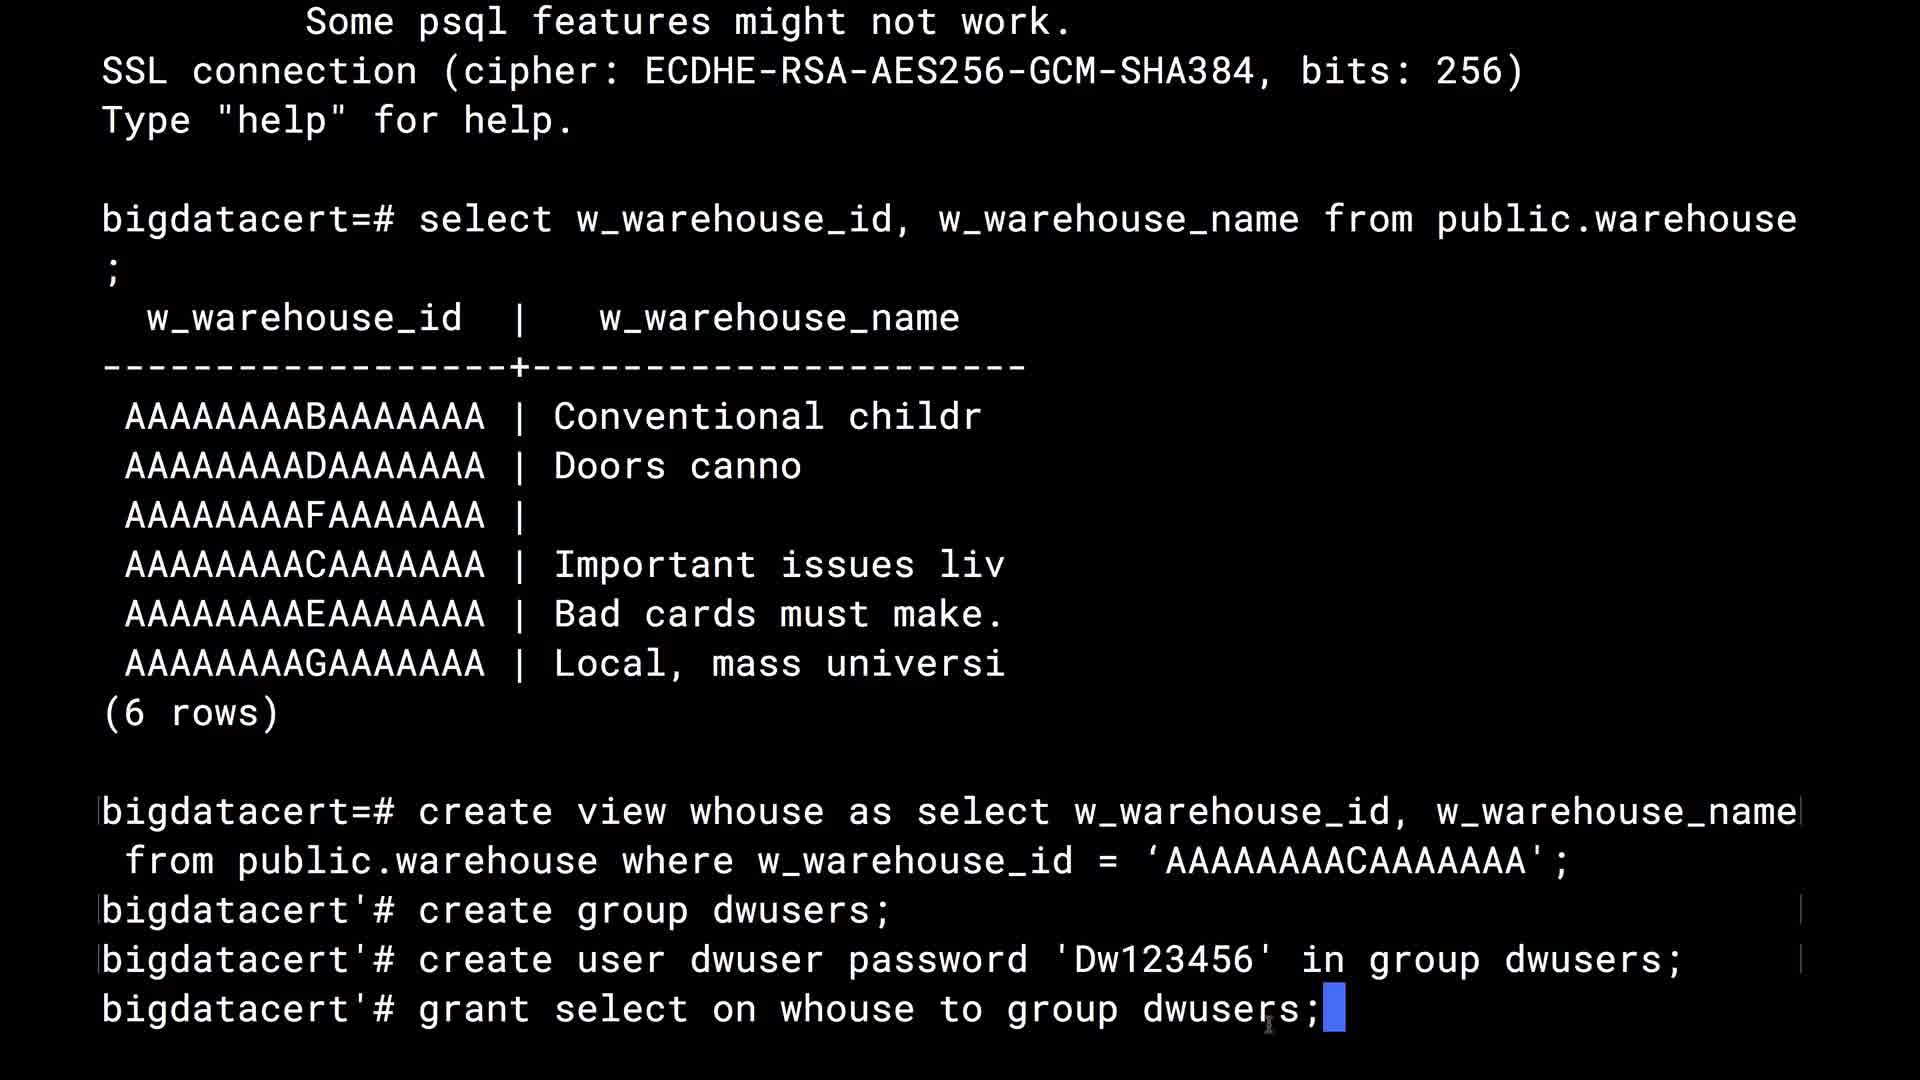 Some psql features might not work.
SSL connection (cipher: ECDHE-RSA-AES256-GCM-SHA384, bits: 256)
Type "help" for help.
bigdatacert=# select w_warehouse_id, w_warehouse_name from public.warehouse
;
w_warehouse_id | w_warehouse_name
------------------+----------------------
AAAAAAAABAAAAAAA | Conventional childr
AAAAAAAADAAAAAAA | Doors canno
AAAAAAAAFAAAAAAA |
AAAAAAAACAAAAAAA | Important issues liv
AAAAAAAAEAAAAAAA | Bad cards must make.
AAAAAAAAGAAAAAAA | Local, mass universi
(6 rows)
bigdatacert=# create view whouse as select w_warehouse_id, w_warehouse_name
from public.warehouse where w_warehouse_id = ‘AAAAAAAACAAAAAAA';
bigdatacert'# create group dwusers;
bigdatacert'# create user dwuser password 'Dw123456' in group dwusers;
bigdatacert'# grant select on whouse to group dwusers;